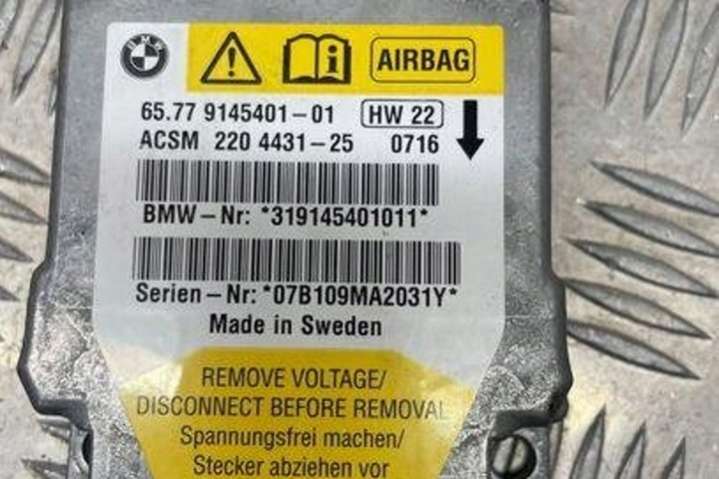 BMW
AIRBAG
65.77 9145401-01 HW 22
ACSM 220 4431-25 0716
BMW-Nr: *319145401011*
Serien-Nr: *07B109MA2031Y*
Made in Sweden
REMOVE VOLTAGE/
DISCONNECT BEFORE REMOVAL
Spannungsfrei machen/
Stecker abziehen vor